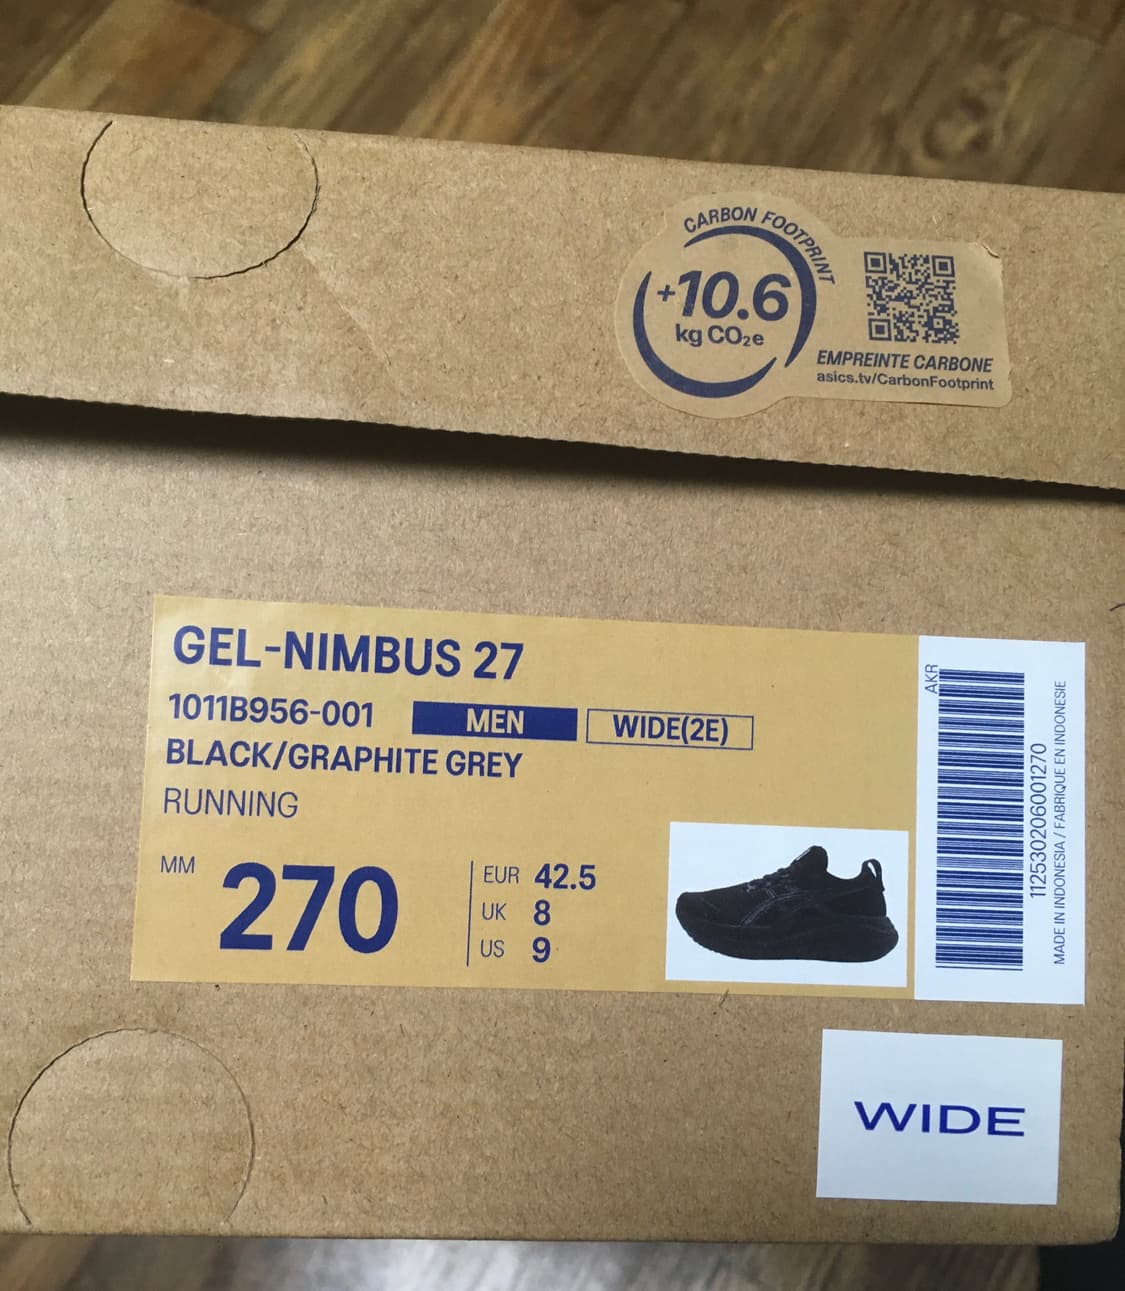 CARBON FOOTPRINT
+10.6
kg CO₂e
EMPREINTE CARBONE
asics.tv/CarbonFootprint
GEL-NIMBUS 27
1011B956-001 MEN WIDE(2E)
BLACK/GRAPHITE GREY
RUNNING
MM 270
EUR 42.5
UK 8
US 9
AKR
112530206001270
MADE IN INDONESIA / FABRIQUE EN INDONESIE
WIDE